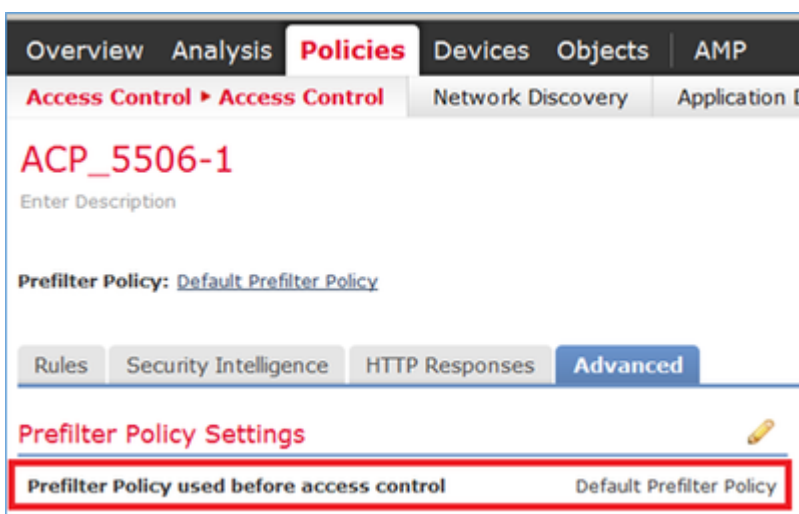 Overview Analysis Policies Devices Objects AMP
Access Control ▸ Access Control Network Discovery Application
ACP_5506-1
Enter Description
Prefilter Policy: Default Prefilter Policy
Rules Security Intelligence HTTP Responses Advanced
Prefilter Policy Settings
Prefilter Policy used before access control Default Prefilter Policy